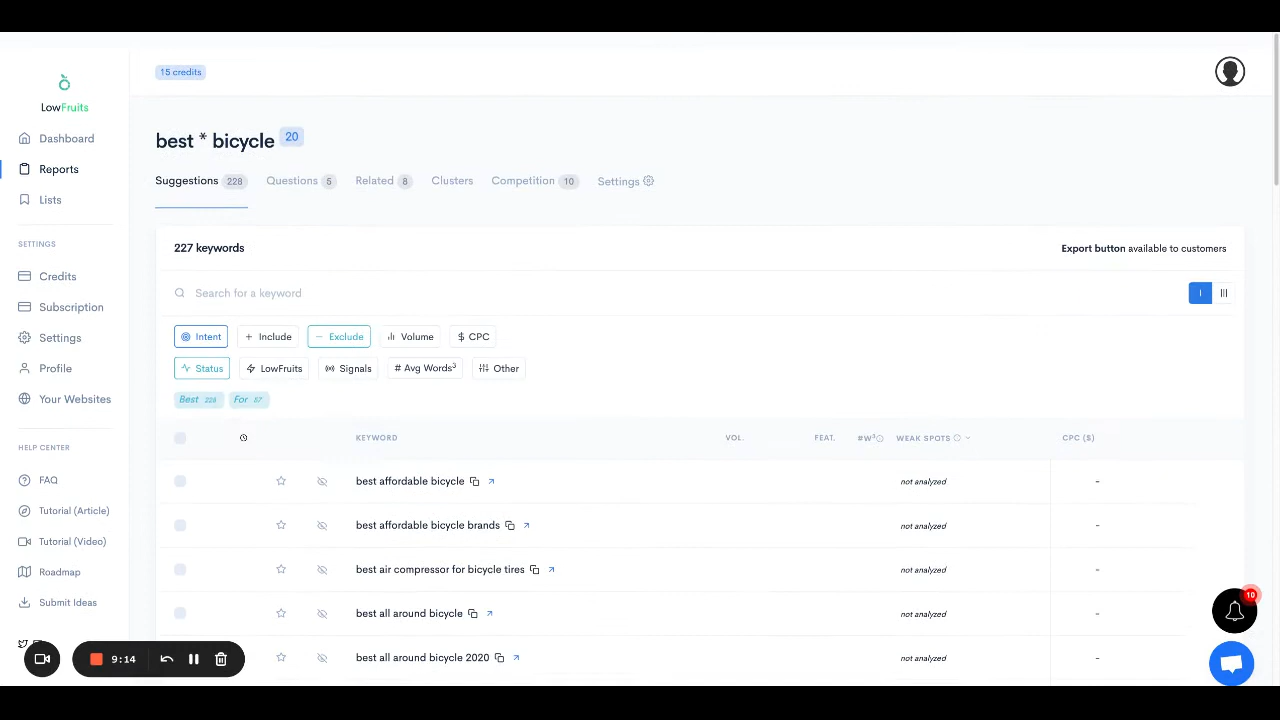 15 credits
LowFruits
Dashboard
Reports
Lists
SETTINGS
Credits
Subscription
Settings
Profile
Your Websites
HELP CENTER
FAQ
Tutorial (Article)
Tutorial (Video)
Roadmap
Submit Ideas
best * bicycle 20
Suggestions 228 Questions 5 Related 8 Clusters Competition 10 Settings
227 keywords Export button available to customers
Search for a keyword
Intent + Include − Exclude Volume $ CPC
Status LowFruits Signals # Avg Words³ Other
Best 228 For 57
KEYWORD VOL. FEAT. #W³ WEAK SPOTS CPC ($)
best affordable bicycle not analyzed -
best affordable bicycle brands not analyzed -
best air compressor for bicycle tires not analyzed -
best all around bicycle not analyzed -
best all around bicycle 2020 not analyzed -
10
9:14